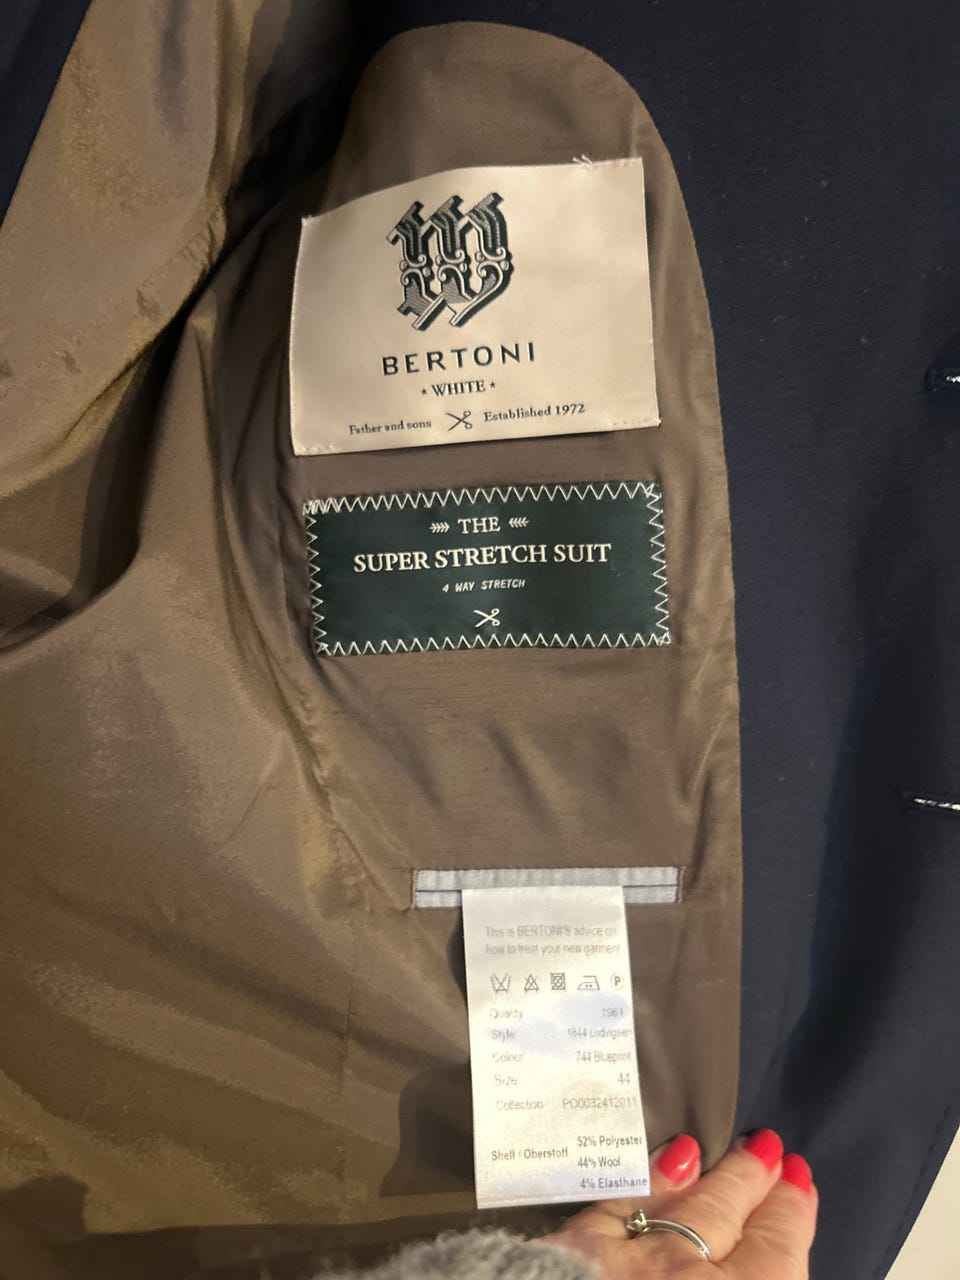 W
BERTONI
* WHITE *
Father and sons Established 1972
THE
SUPER STRETCH SUIT
4 WAY STRETCH
This is BERTONI'S advice on
how to treat your new garment
P
Quality 1961
Style: 1844 Ludvigsen
Colour 744 Blueprint
Size: 44
Collection PO0032412011
Shell / Oberstoff 52% Polyester
44% Wool
4% Elasthane